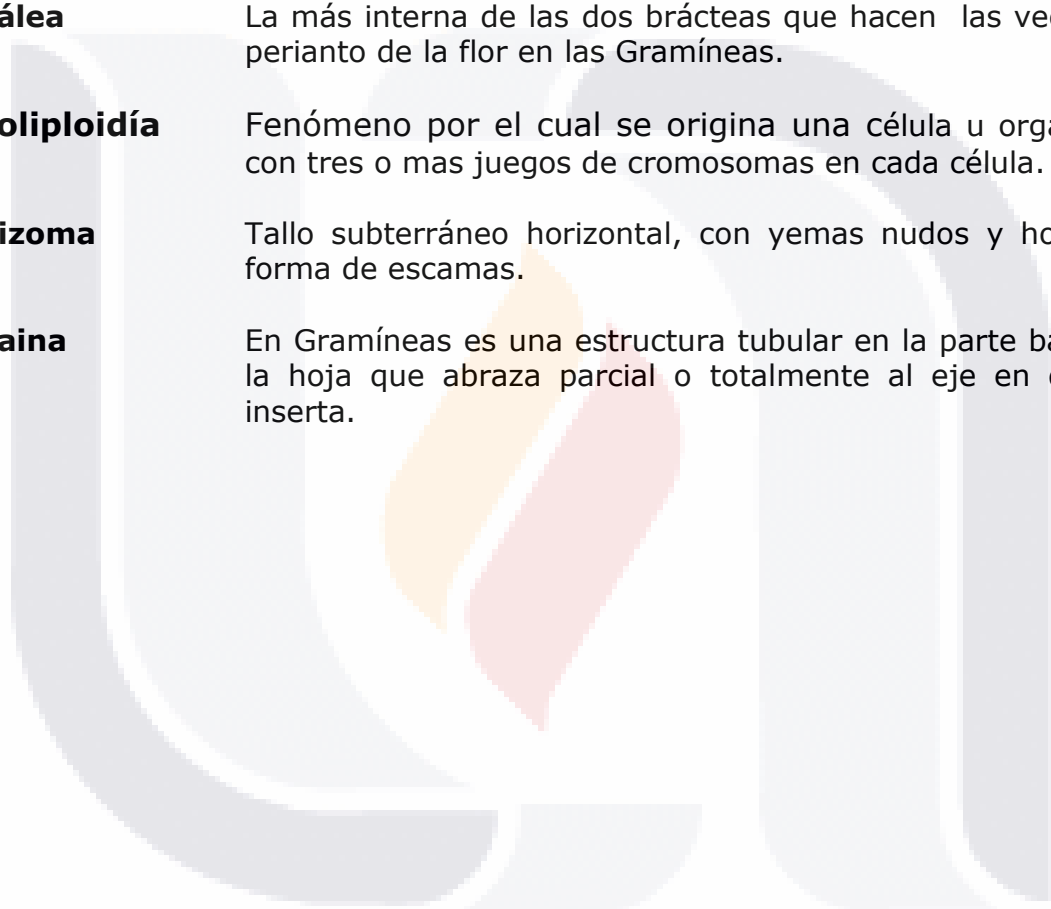 álea La más interna de las dos brácteas que hacen las vec
perianto de la flor en las Gramíneas.
oliploidía Fenómeno por el cual se origina una célula u orga
con tres o mas juegos de cromosomas en cada célula.
izoma Tallo subterráneo horizontal, con yemas nudos y ho
forma de escamas.
aina En Gramíneas es una estructura tubular en la parte ba
la hoja que abraza parcial o totalmente al eje en
inserta.